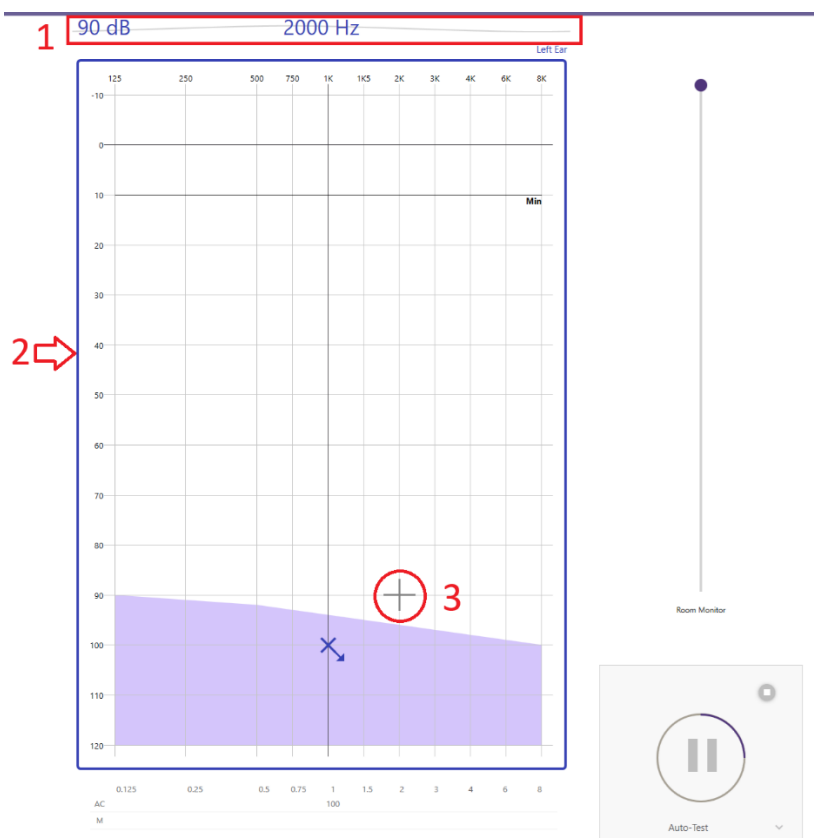 1 90 dB 2000 Hz
Left Ear
125 250 500 750 1K 1K5 2K 3K 4K 6K 8K
-10
0
10
Min
20
30
2 40
50
60
70
80
90
3
Room Monitor
100
110
120
0.125 0.25 0.5 0.75 1 1.5 2 3 4 6 8
AC 100
M
Auto-Test